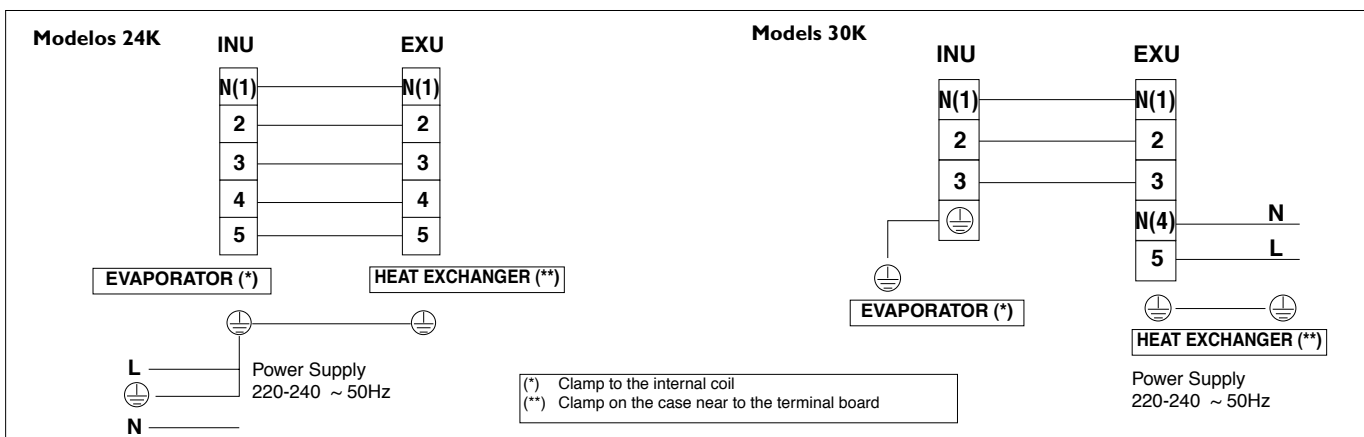 Modelos 24K
INU EXU
N(1) N(1)
2 2
3 3
4 4
5 5
EVAPORATOR (*) HEAT EXCHANGER (**)
L Power Supply
220-240 ~ 50Hz
N
Models 30K
INU EXU
N(1) N(1)
2 2
3 3
N(4) N
5 L
EVAPORATOR (*)
HEAT EXCHANGER (**)
Power Supply
220-240 ~ 50Hz
(*) Clamp to the internal coil
(**) Clamp on the case near to the terminal board